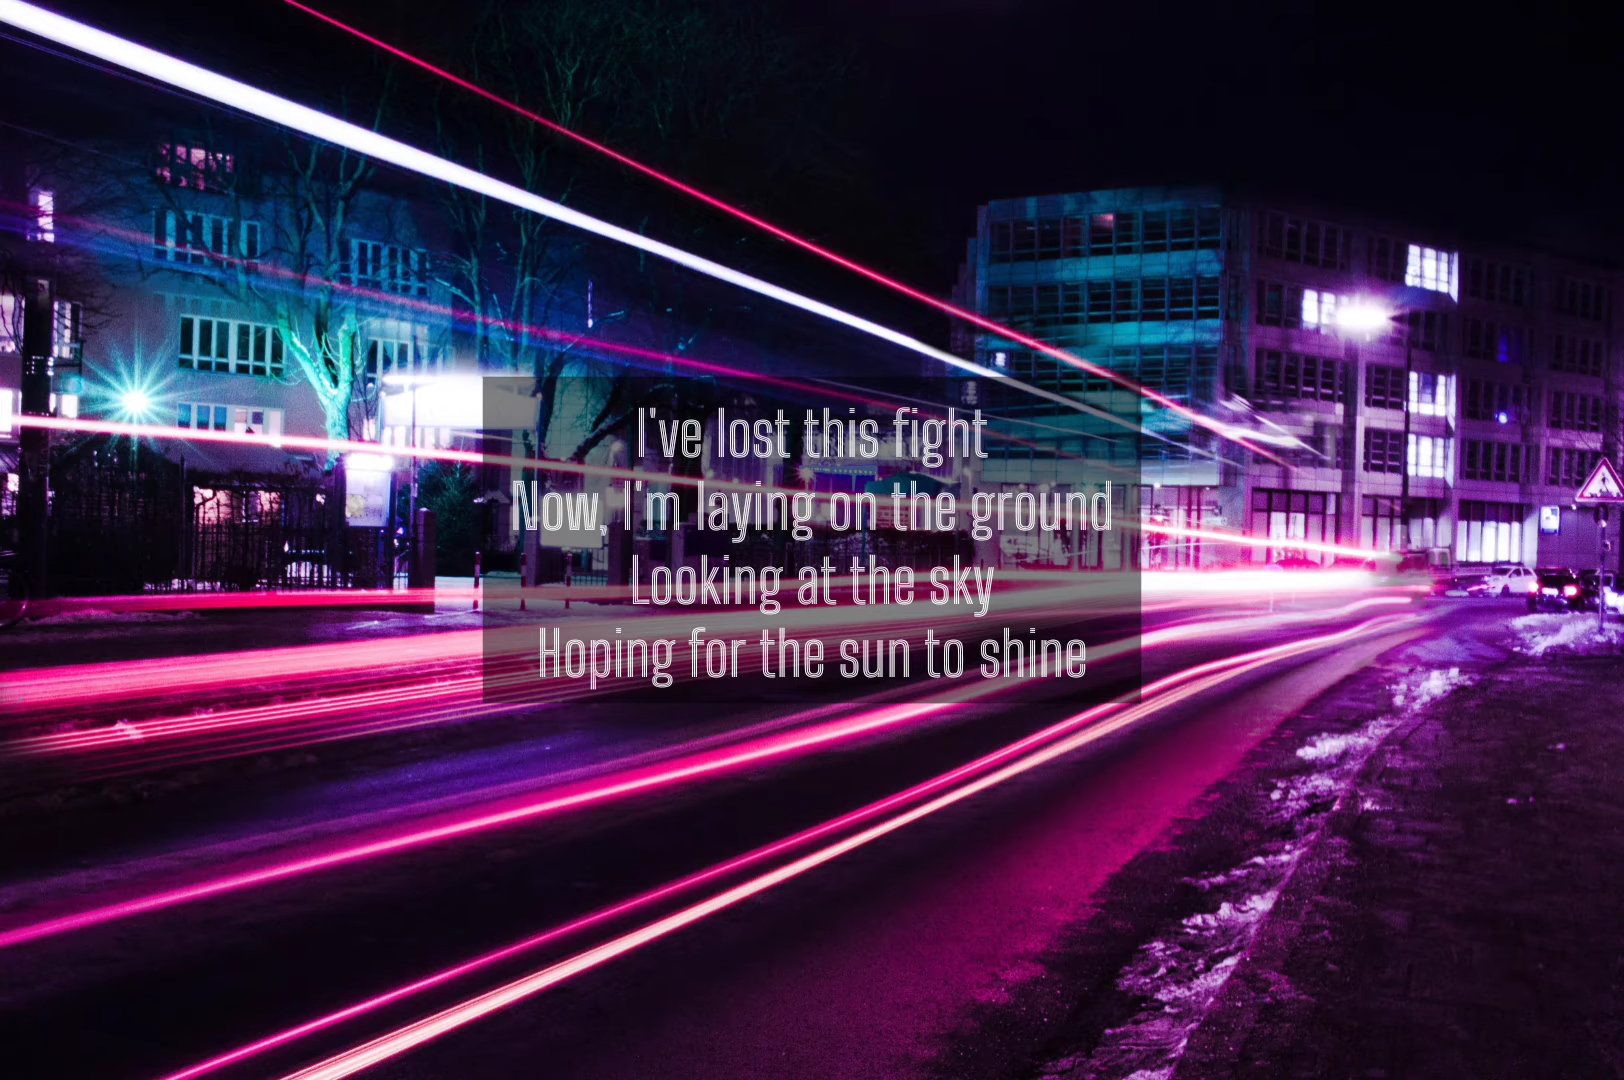 I've lost this fight
Now, I'm laying on the ground
Looking at the sky
Hoping for the sun to shine